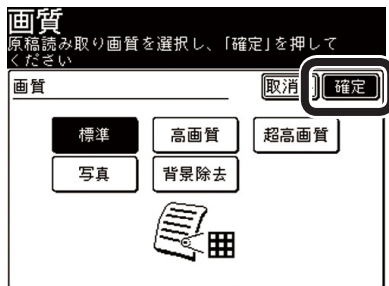 画質
原稿読み取り画質を選択し、「確定」を押して
ください
画質 取消 確定
標準 高画質 超高画質
写真 背景除去